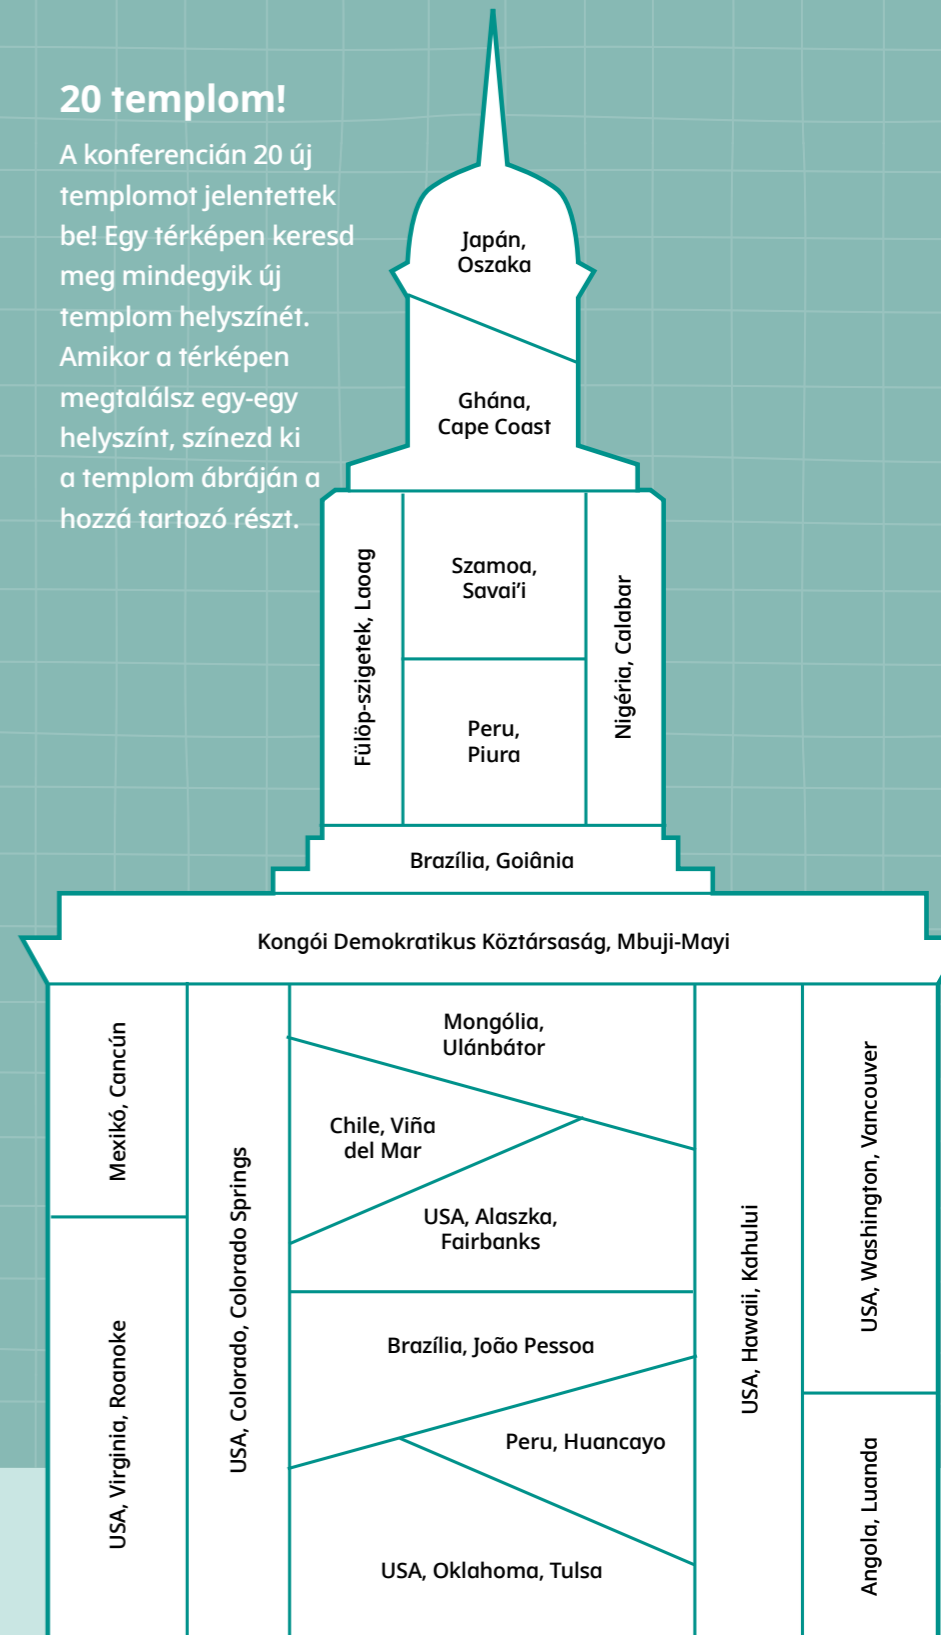 20 templom!
A konferencián 20 új
templomot jelentettek
be! Egy térképen keresd
meg mindegyik új
templom helyszínét.
Amikor a térképen
megtalálsz egy-egy
helyszínt, színezd ki
a templom ábráján a
hozzá tartozó részt.
Japán,
Oszaka
Ghána,
Cape Coast
Fülöp-szigetek, Laoag
Szamoa,
Savai’i
Peru,
Piura
Nigéria, Calabar
Brazília, Goiânia
Kongói Demokratikus Köztársaság, Mbuji-Mayi
Mexikó, Cancún
USA, Virginia, Roanoke
USA, Colorado, Colorado Springs
Mongólia,
Ulánbátor
Chile, Viña
del Mar
USA, Alaszka,
Fairbanks
Brazília, João Pessoa
Peru, Huancayo
USA, Oklahoma, Tulsa
USA, Hawaii, Kahului
USA, Washington, Vancouver
Angola, Luanda